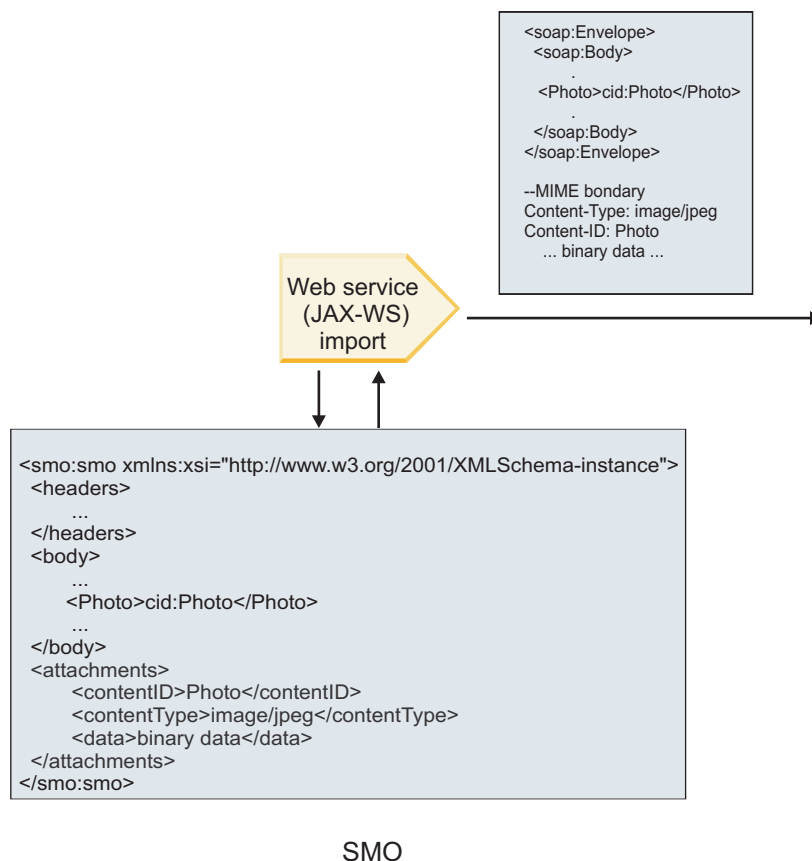 <soap:Envelope>
<soap:Body>
.
<Photo>cid:Photo</Photo>
.
</soap:Body>
</soap:Envelope>
--MIME bondary
Content-Type: image/jpeg
Content-ID: Photo
... binary data ...
Web service
(JAX-WS)
import
<smo:smo xmlns:xsi="http://www.w3.org/2001/XMLSchema-instance">
<headers>
...
</headers>
<body>
...
<Photo>cid:Photo</Photo>
...
</body>
<attachments>
<contentID>Photo</contentID>
<contentType>image/jpeg</contentType>
<data>binary data</data>
</attachments>
</smo:smo>
SMO